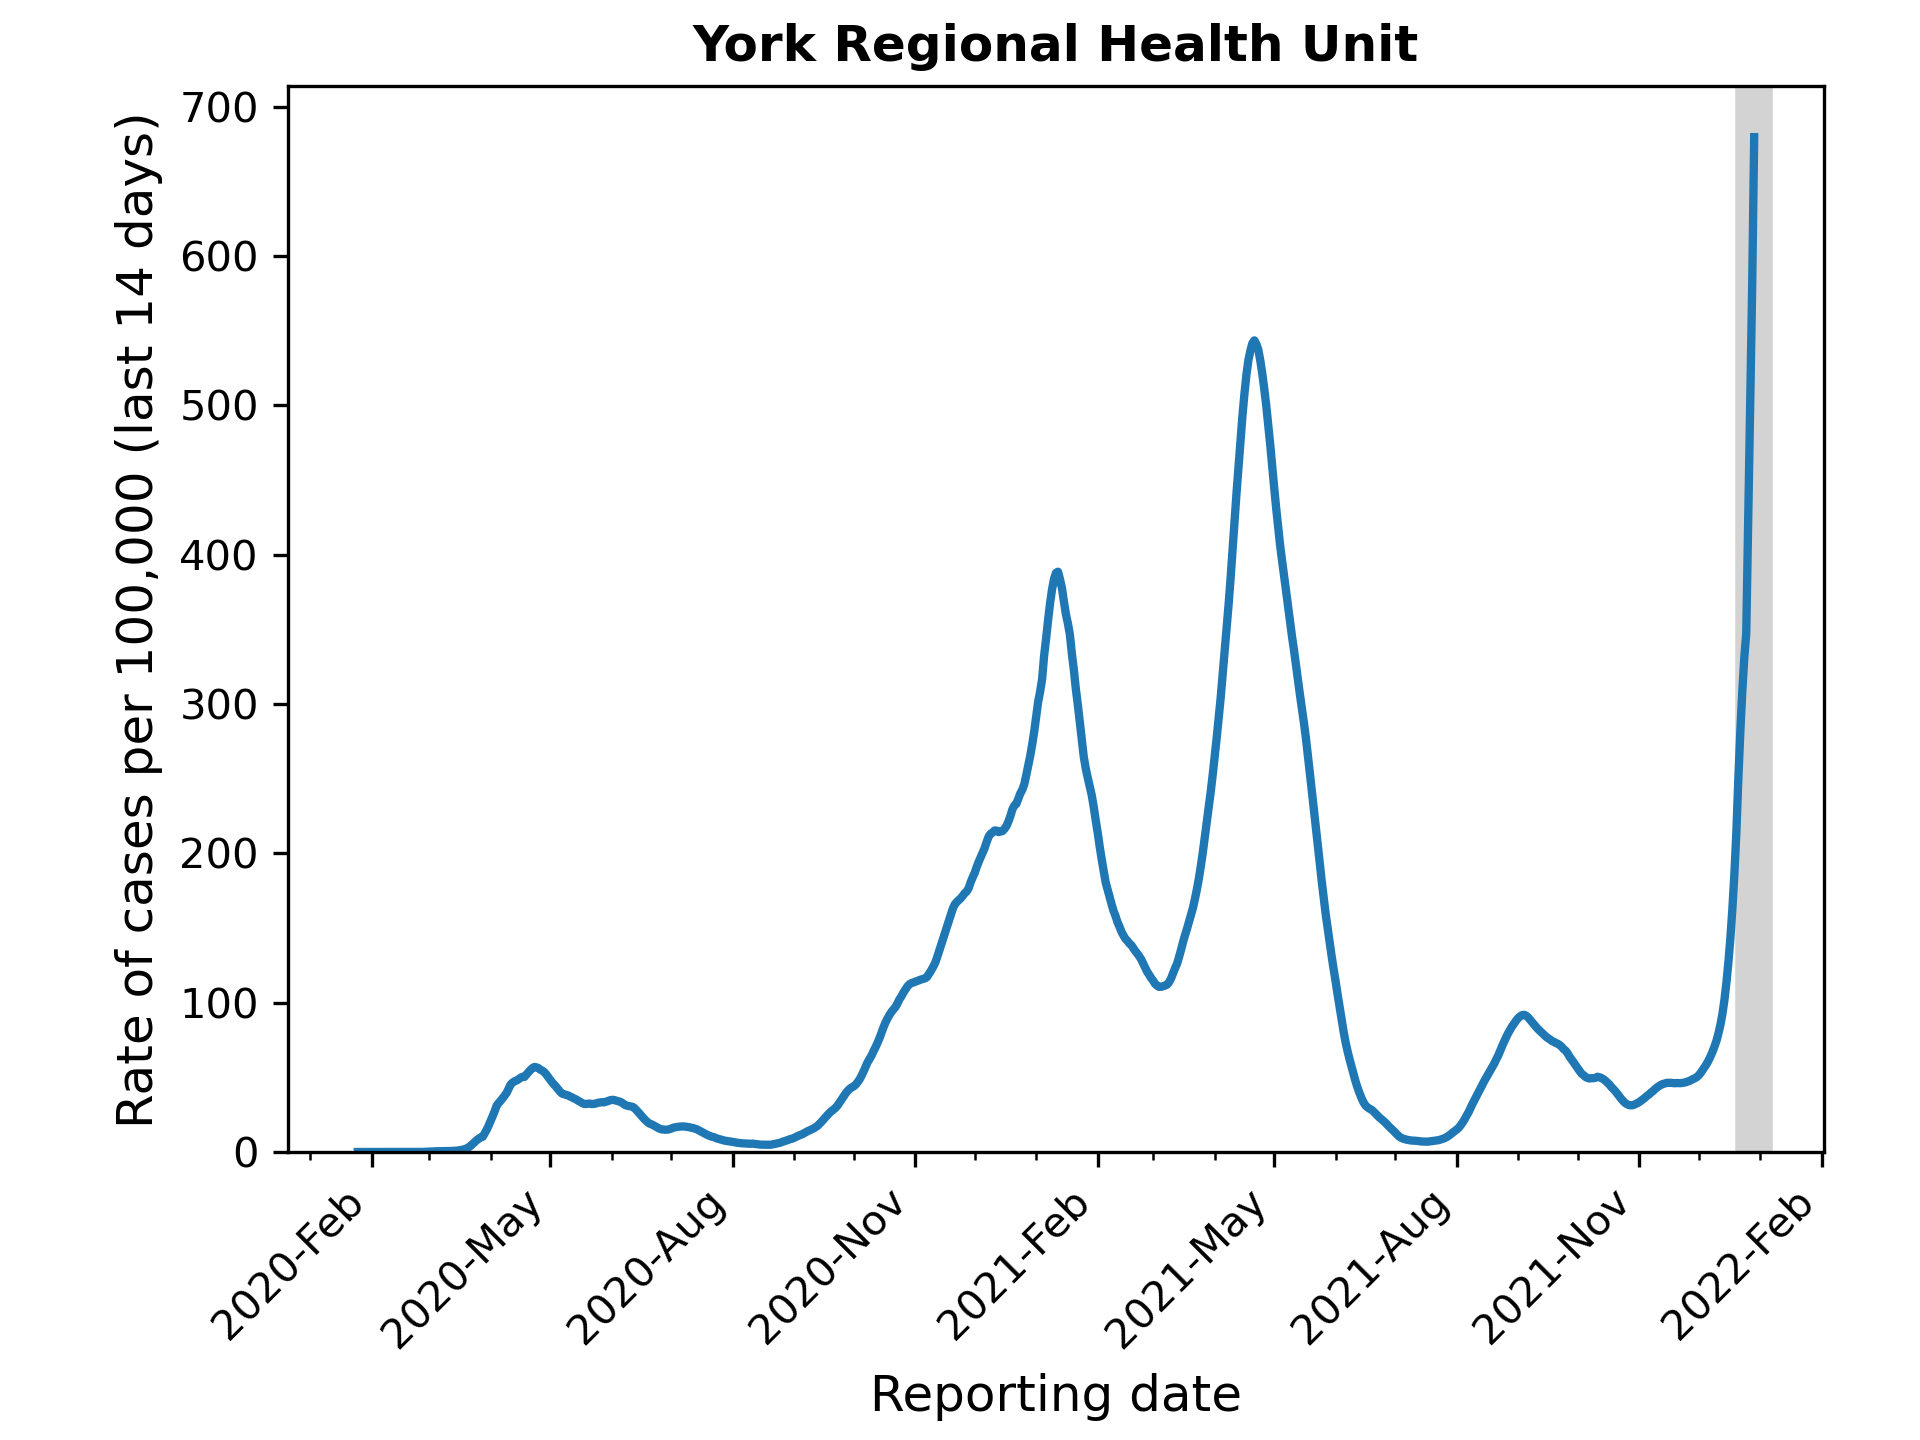 York Regional Health Unit
Rate of cases per 100,000 (last 14 days)
700
600
500
400
300
200
100
0
2020-Feb
2020-May
2020-Aug
2020-Nov
2021-Feb
2021-May
2021-Aug
2021-Nov
2022-Feb
Reporting date